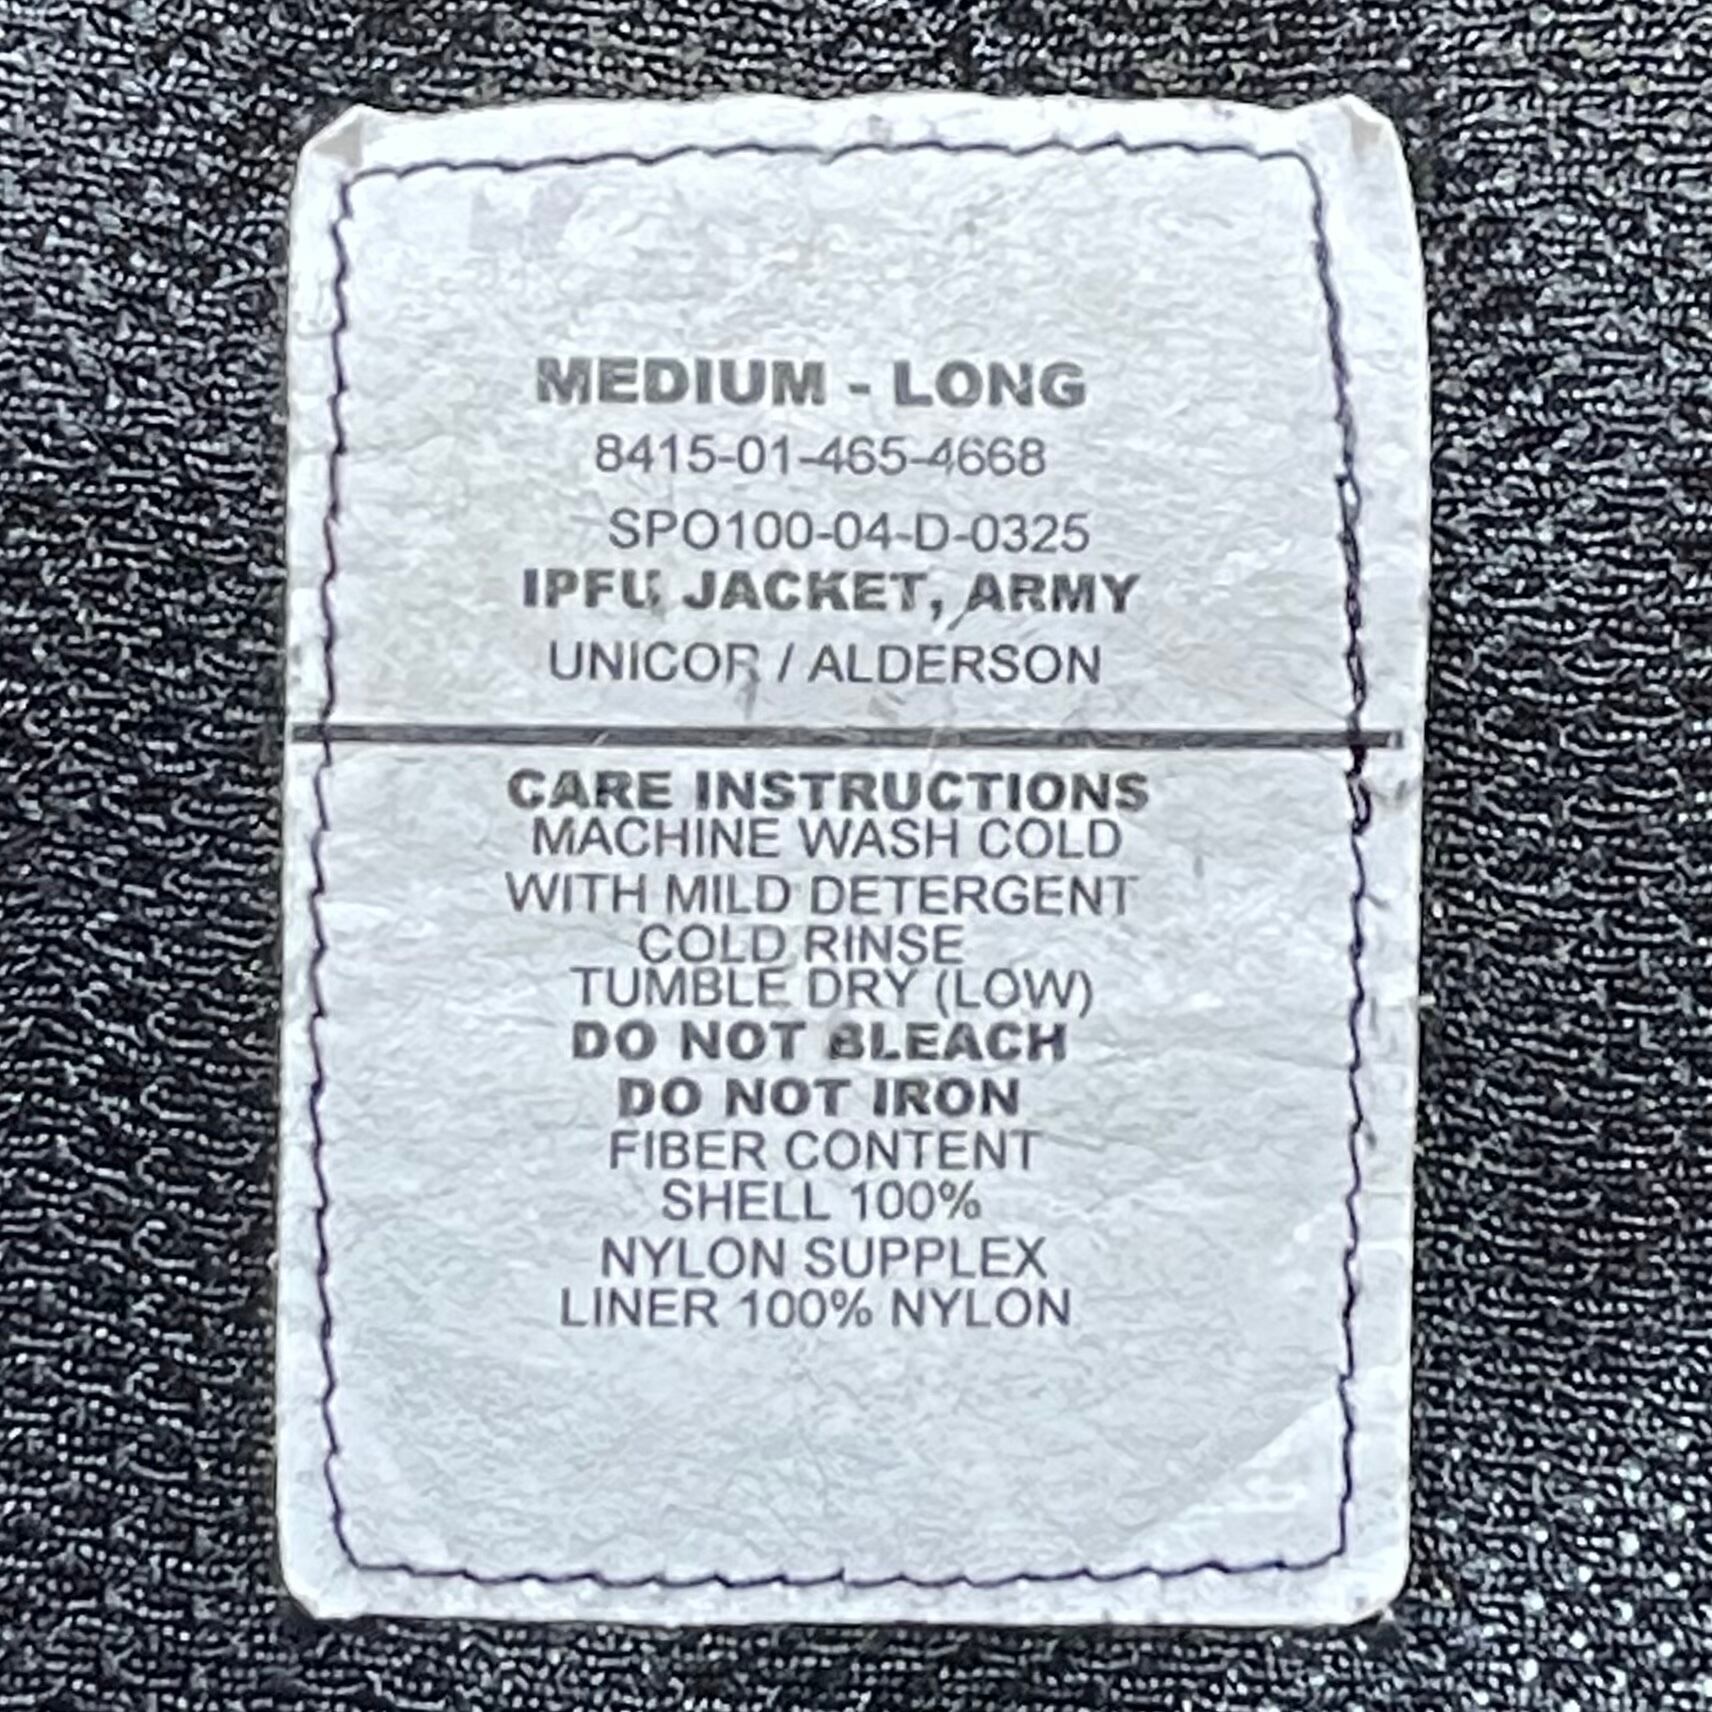 MEDIUM - LONG
8415-01-465-4668
SPO100-04-D-0325
IPFU JACKET, ARMY
UNICOR / ALDERSON
CARE INSTRUCTIONS
MACHINE WASH COLD
WITH MILD DETERGENT
COLD RINSE
TUMBLE DRY (LOW)
DO NOT BLEACH
DO NOT IRON
FIBER CONTENT
SHELL 100%
NYLON SUPPLEX
LINER 100% NYLON